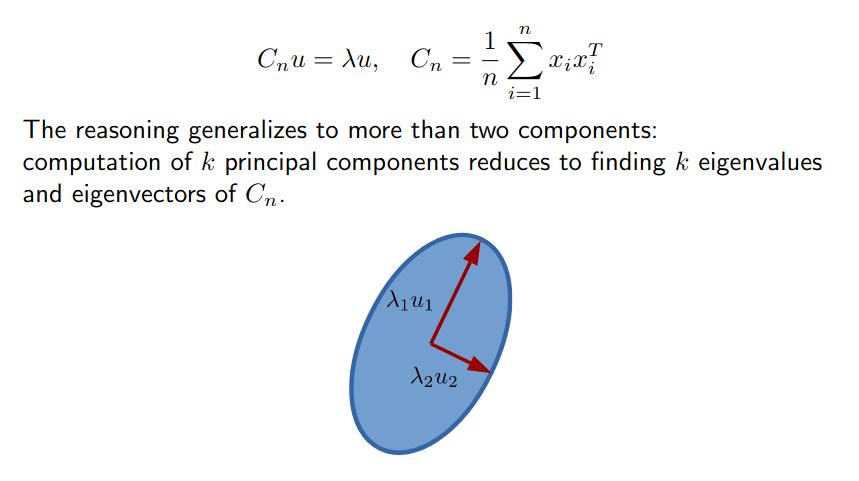 $C_n u = \lambda u, \quad C_n = \frac{1}{n} \sum_{i=1}^{n} x_i x_i^T$
The reasoning generalizes to more than two components:
computation of $k$ principal components reduces to finding $k$ eigenvalues
and eigenvectors of $C_n$.
$\lambda_1 u_1$
$\lambda_2 u_2$